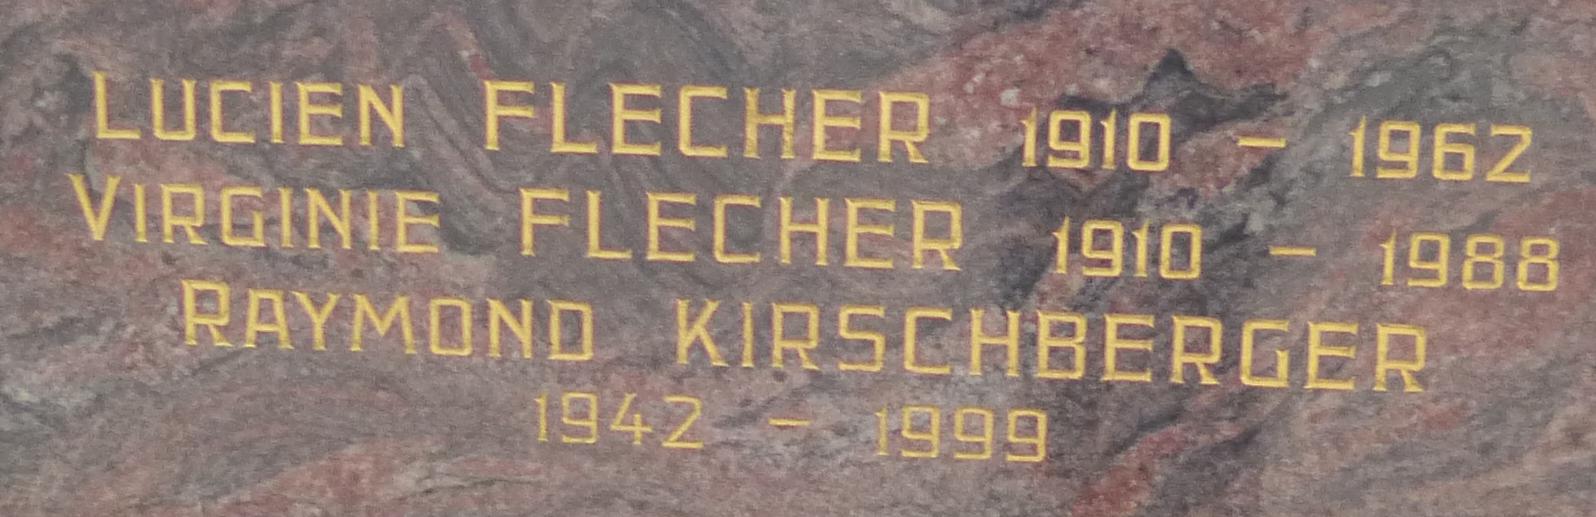 LUCIEN FLECHER 1910 - 1962
VIRGINIE FLECHER 1910 - 1988
RAYMOND KIRSCHBERGER
1942 - 1999